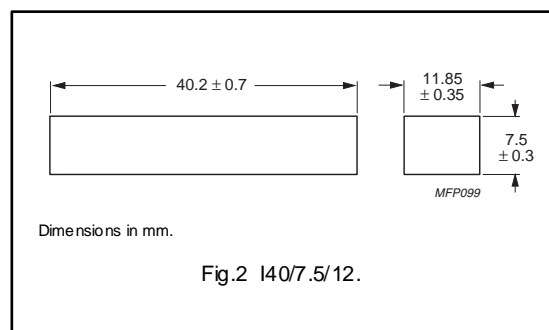 40.2 ± 0.7
11.85
± 0.35
7.5
± 0.3
MFP099
Dimensions in mm.
Fig.2 I40/7.5/12.